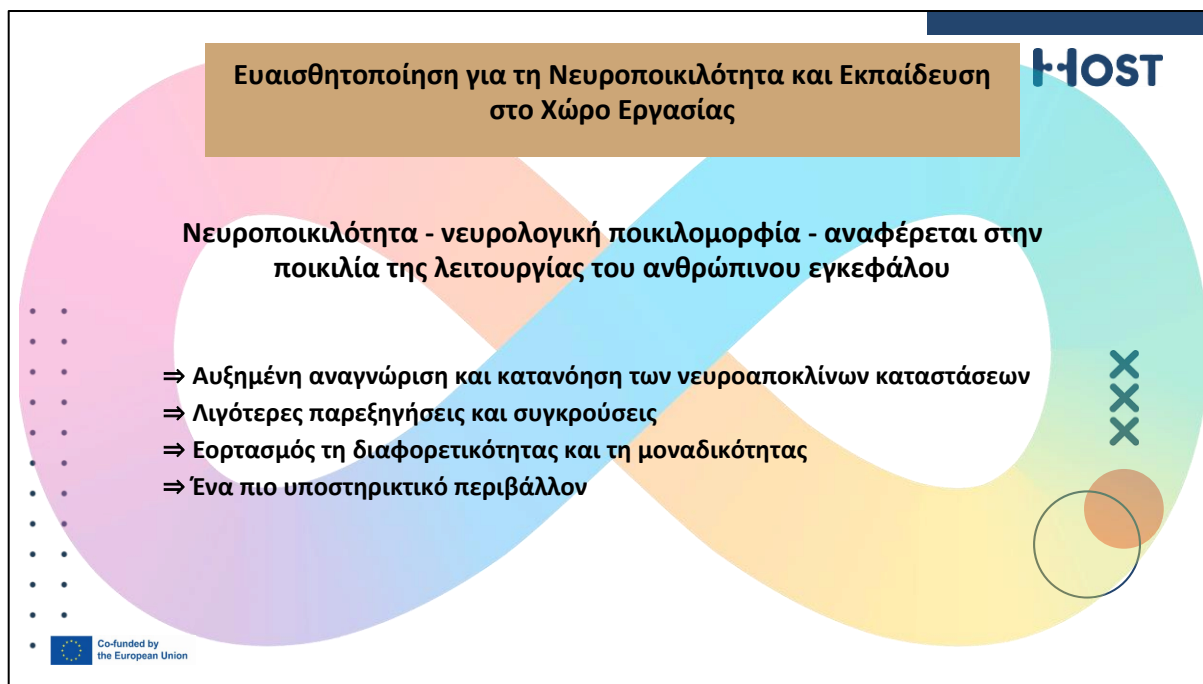 Ευαισθητοποίηση για τη Νευροποικιλότητα και Εκπαίδευση
στο Χώρο Εργασίας
HOST
Νευροποικιλότητα - νευρολογική ποικιλομορφία - αναφέρεται στην
ποικιλία της λειτουργίας του ανθρώπινου εγκεφάλου
⇒ Αυξημένη αναγνώριση και κατανόηση των νευροαποκλίνων καταστάσεων
⇒ Λιγότερες παρεξηγήσεις και συγκρούσεις
⇒ Εορτασμός τη διαφορετικότητας και τη μοναδικότητας
⇒ Ένα πιο υποστηρικτικό περιβάλλον
Co-funded by
the European Union